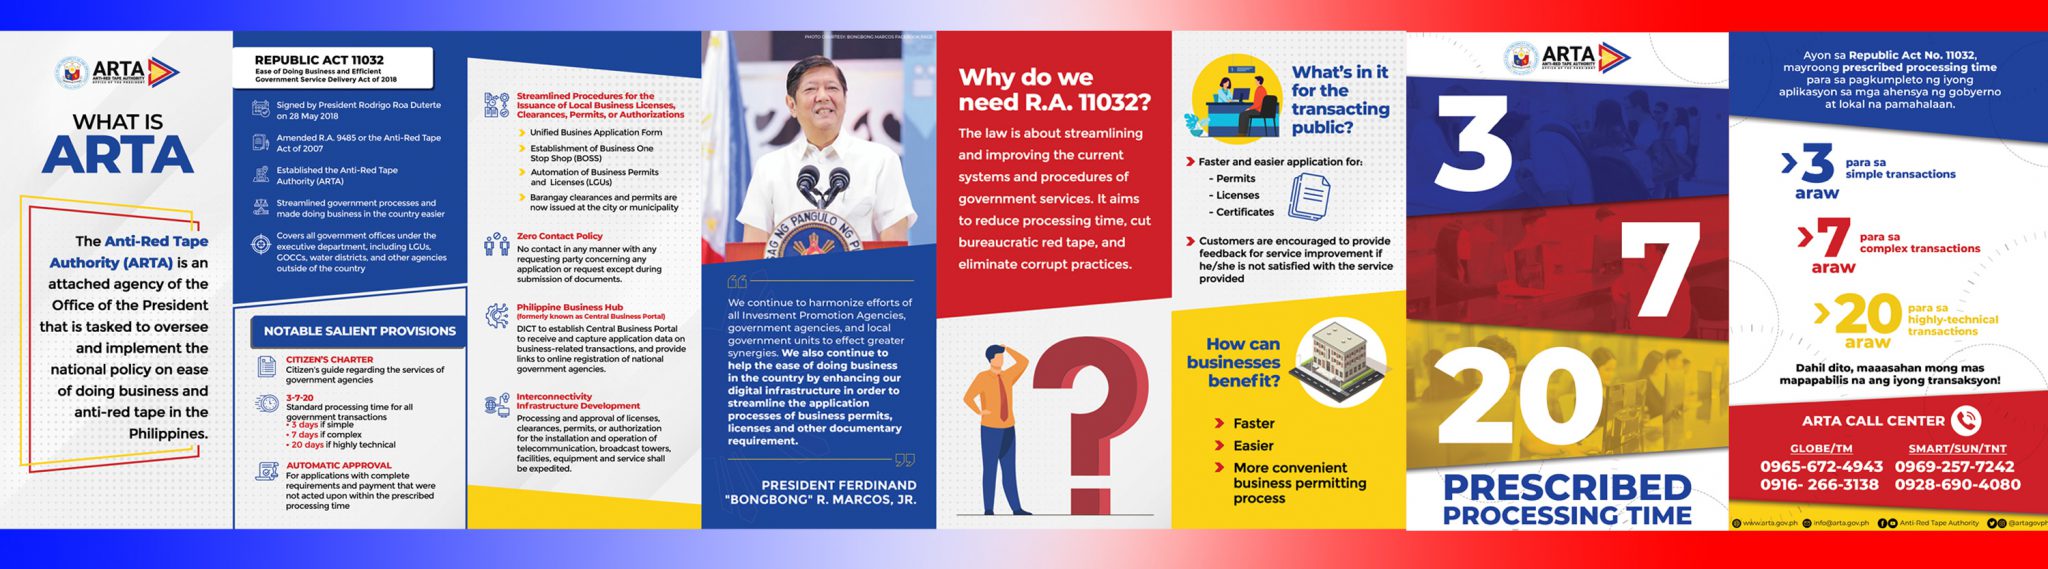 ARTA
ANTI-RED TAPE AUTHORITY
OFFICE OF THE PRESIDENT
WHAT IS
ARTA
The Anti-Red Tape
Authority (ARTA) is an
attached agency of the
Office of the President
that is tasked to oversee
and implement the
national policy on ease
of doing business and
anti-red tape in the
Philippines.
REPUBLIC ACT 11032
Ease of Doing Business and Efficient
Government Service Delivery Act of 2018
Signed by President Rodrigo Roa Duterte
on 28 May 2018
Amended R.A. 9485 or the Anti-Red Tape
Act of 2007
Established the Anti-Red Tape
Authority (ARTA)
Streamlined government processes and
made doing business in the country easier
Covers all government offices under the
executive department, including LGUs,
GOCCs, water districts, and other agencies
outside of the country
NOTABLE SALIENT PROVISIONS
CITIZEN'S CHARTER
Citizen's guide regarding the services of
government agencies
3-7-20
Standard processing time for all
government transactions
• 3 days if simple
• 7 days if complex
• 20 days if highly technical
AUTOMATIC APPROVAL
For applications with complete
requirements and payment that were
not acted upon within the prescribed
processing time
Streamlined Procedures for the
Issuance of Local Business Licenses,
Clearances, Permits, or Authorizations
Unified Busines Application Form
Establishment of Business One
Stop Shop (BOSS)
Automation of Business Permits
and Licenses (LGUs)
Barangay clearances and permits are
now issued at the city or municipality
Zero Contact Policy
No contact in any manner with any
requesting party concerning any
application or request except during
submission of documents.
Philippine Business Hub
(formerly known as Central Business Portal)
DICT to establish Central Business Portal
to receive and capture application data on
business-related transactions, and provide
links to online registration of national
government agencies.
Interconnectivity
Infrastructure Development
Processing and approval of licenses,
clearances, permits, or authorization
for the installation and operation of
telecommunication, broadcast towers,
facilities, equipment and service shall
be expedited.
PHOTO COURTESY: BONGBONG MARCOS FACEBOOK PAGE
PANGULO NG
We continue to harmonize efforts of
all Invesment Promotion Agencies,
government agencies, and local
government units to effect greater
synergies. We also continue to
help the ease of doing business
in the country by enhancing our
digital infrastructure in order to
streamline the application
processes of business permits,
licenses and other documentary
requirement.
PRESIDENT FERDINAND
"BONGBONG" R. MARCOS, JR.
Why do we
need R.A. 11032?
The law is about streamlining
and improving the current
systems and procedures of
government services. It aims
to reduce processing time, cut
bureaucratic red tape, and
eliminate corrupt practices.
?
What's in it
for the
transacting
public?
Faster and easier application for:
- Permits
- Licenses
- Certificates
Customers are encouraged to provide
feedback for service improvement if
he/she is not satisfied with the service
provided
How can
businesses
benefit?
Faster
Easier
More convenient
business permitting
process
ARTA
ANTI-RED TAPE AUTHORITY
OFFICE OF THE PRESIDENT
3
7
20
PRESCRIBED
PROCESSING TIME
Ayon sa Republic Act No. 11032,
mayroong prescribed processing time
para sa pagkumpleto ng iyong
aplikasyon sa mga ahensya ng gobyerno
at lokal na pamahalaan.
3 para sa
simple transactions
araw
7 para sa
complex transactions
araw
20 para sa
highly-technical
transactions
araw
Dahil dito, maaasahan mong mas
mapapabilis na ang iyong transaksyon!
ARTA CALL CENTER
GLOBE/TM
0965-672-4943
0916- 266-3138
SMART/SUN/TNT
0969-257-7242
0928-690-4080
www.arta.gov.ph info@arta.gov.ph Anti-Red Tape Authority @artagovph